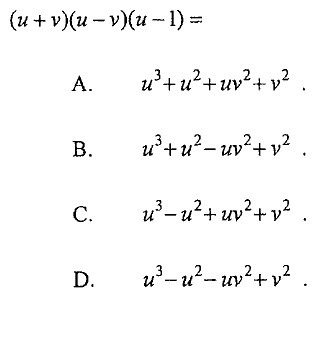 (u + v)(u − v)(u − 1) =
A. u³ + u² + uv² + v² .
B. u³ + u² − uv² + v² .
C. u³ − u² + uv² + v² .
D. u³ − u² − uv² + v² .